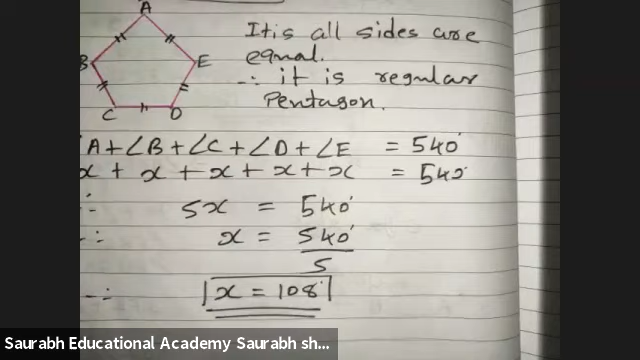 A
B
E
C
D
It is all sides are
equal.
∴ it is regular
Pentagon.
A + ∠B + ∠C + ∠D + ∠E = 540°
x + x + x + x + x = 540°
∴ 5x = 540°
∴ x = 540°
5
∴ x = 108°
Saurabh Educational Academy Saurabh sh...